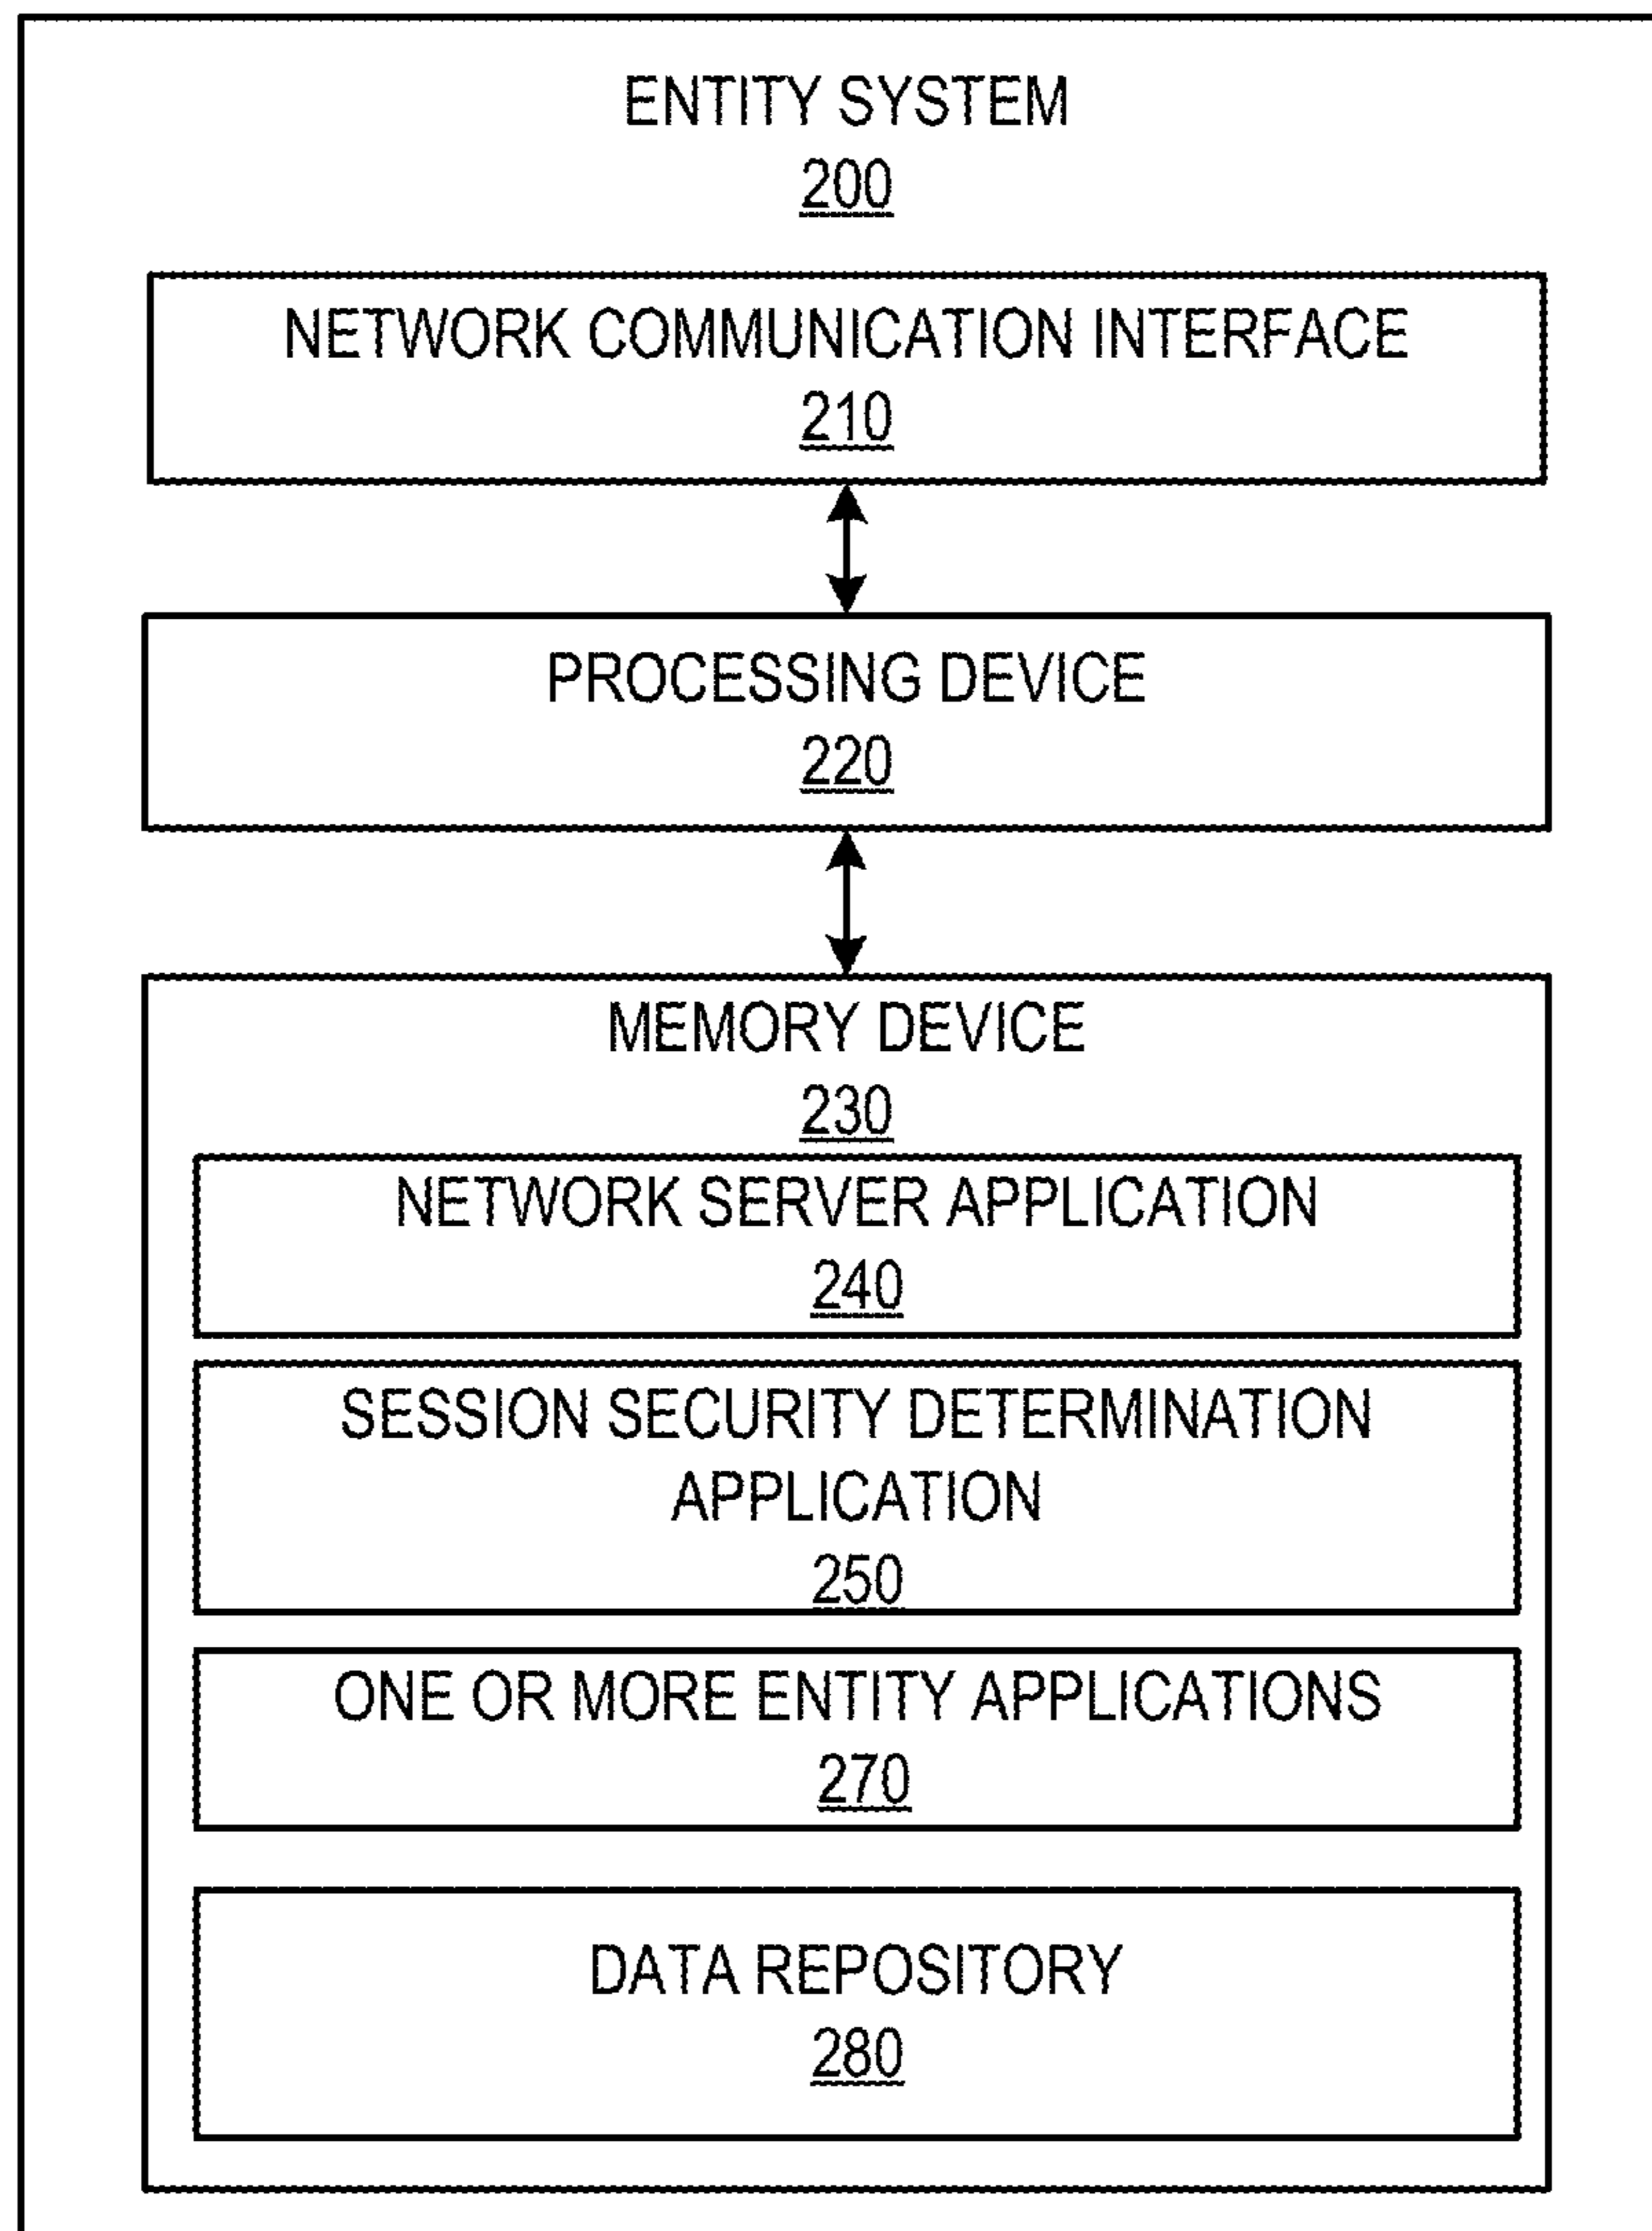 ENTITY SYSTEM
200
NETWORK COMMUNICATION INTERFACE
210
PROCESSING DEVICE
220
MEMORY DEVICE
230
NETWORK SERVER APPLICATION
240
SESSION SECURITY DETERMINATION
APPLICATION
250
ONE OR MORE ENTITY APPLICATIONS
270
DATA REPOSITORY
280